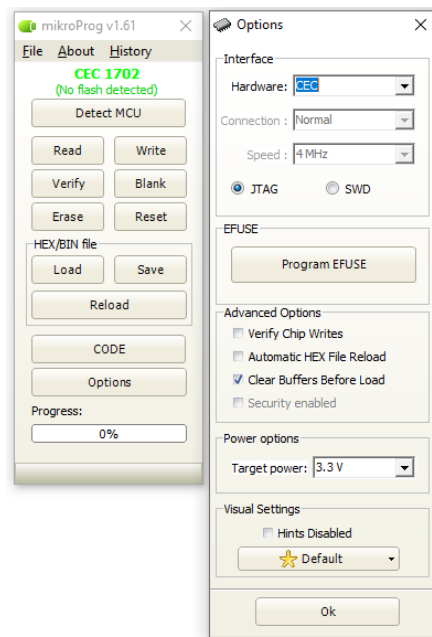 mikroProg v1.61
File About History
CEC 1702
(No flash detected)
Detect MCU
Read Write
Verify Blank
Erase Reset
HEX/BIN file
Load Save
Reload
CODE
Options
Progress:
0%
Options
Interface
Hardware: CEC
Connection : Normal
Speed : 4 MHz
JTAG SWD
EFUSE
Program EFUSE
Advanced Options
Verify Chip Writes
Automatic HEX File Reload
Clear Buffers Before Load
Security enabled
Power options
Target power: 3.3 V
Visual Settings
Hints Disabled
Default
Ok